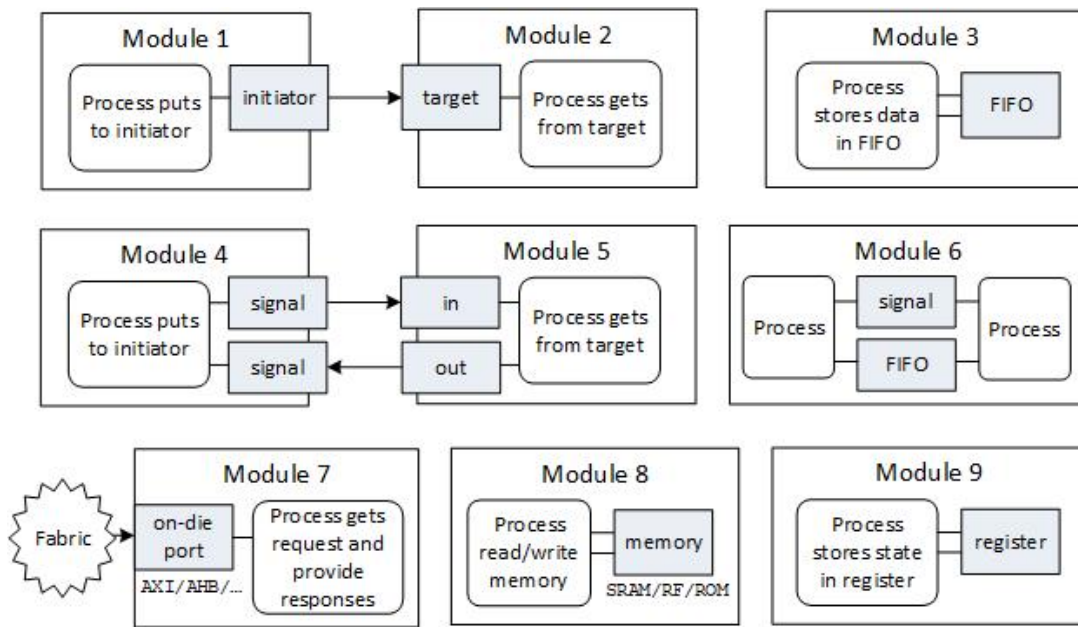 Module 1
Process puts
to initiator
initiator
Module 2
target
Process gets
from target
Module 3
Process
stores data
in FIFO
FIFO
Module 4
Process puts
to initiator
signal
signal
Module 5
in
out
Process gets
from target
Module 6
Process
signal
FIFO
Process
Fabric
Module 7
on-die
port
AXI/AHB/…
Process gets
request and
provide
responses
Module 8
Process
read/write
memory
memory
SRAM/RF/ROM
Module 9
Process
stores state
in register
register